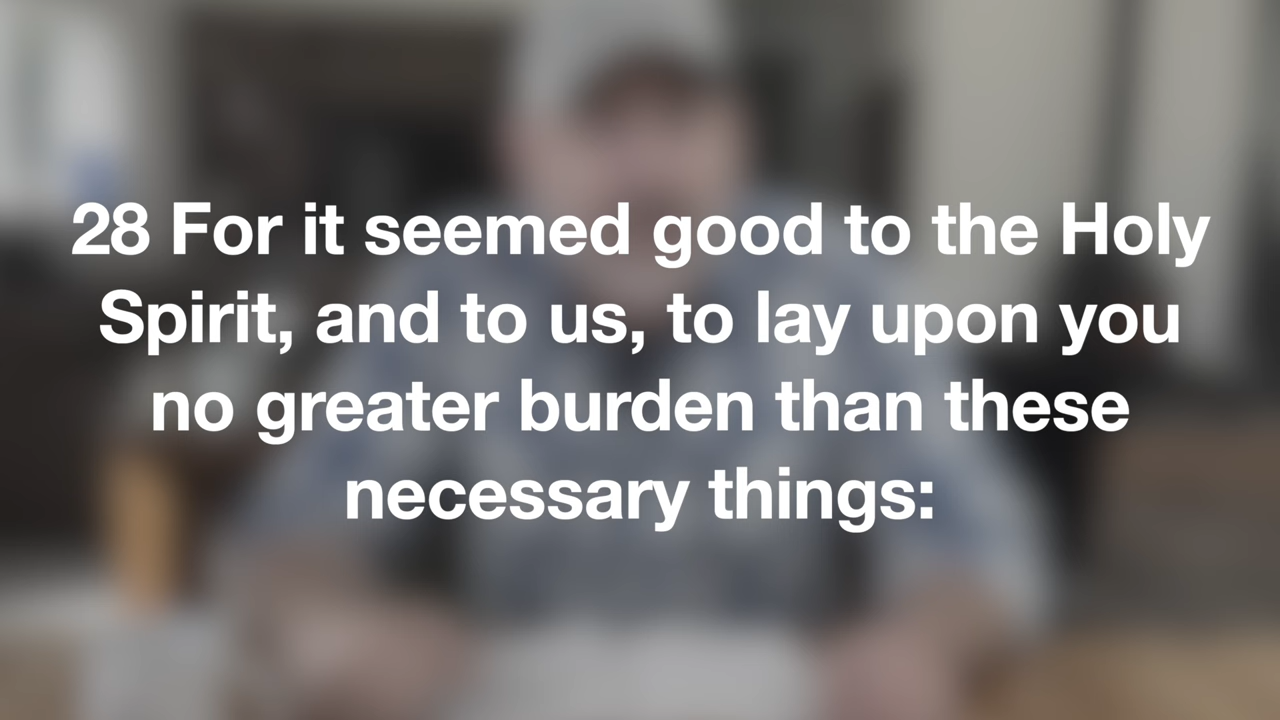 28 For it seemed good to the Holy
Spirit, and to us, to lay upon you
no greater burden than these
necessary things: